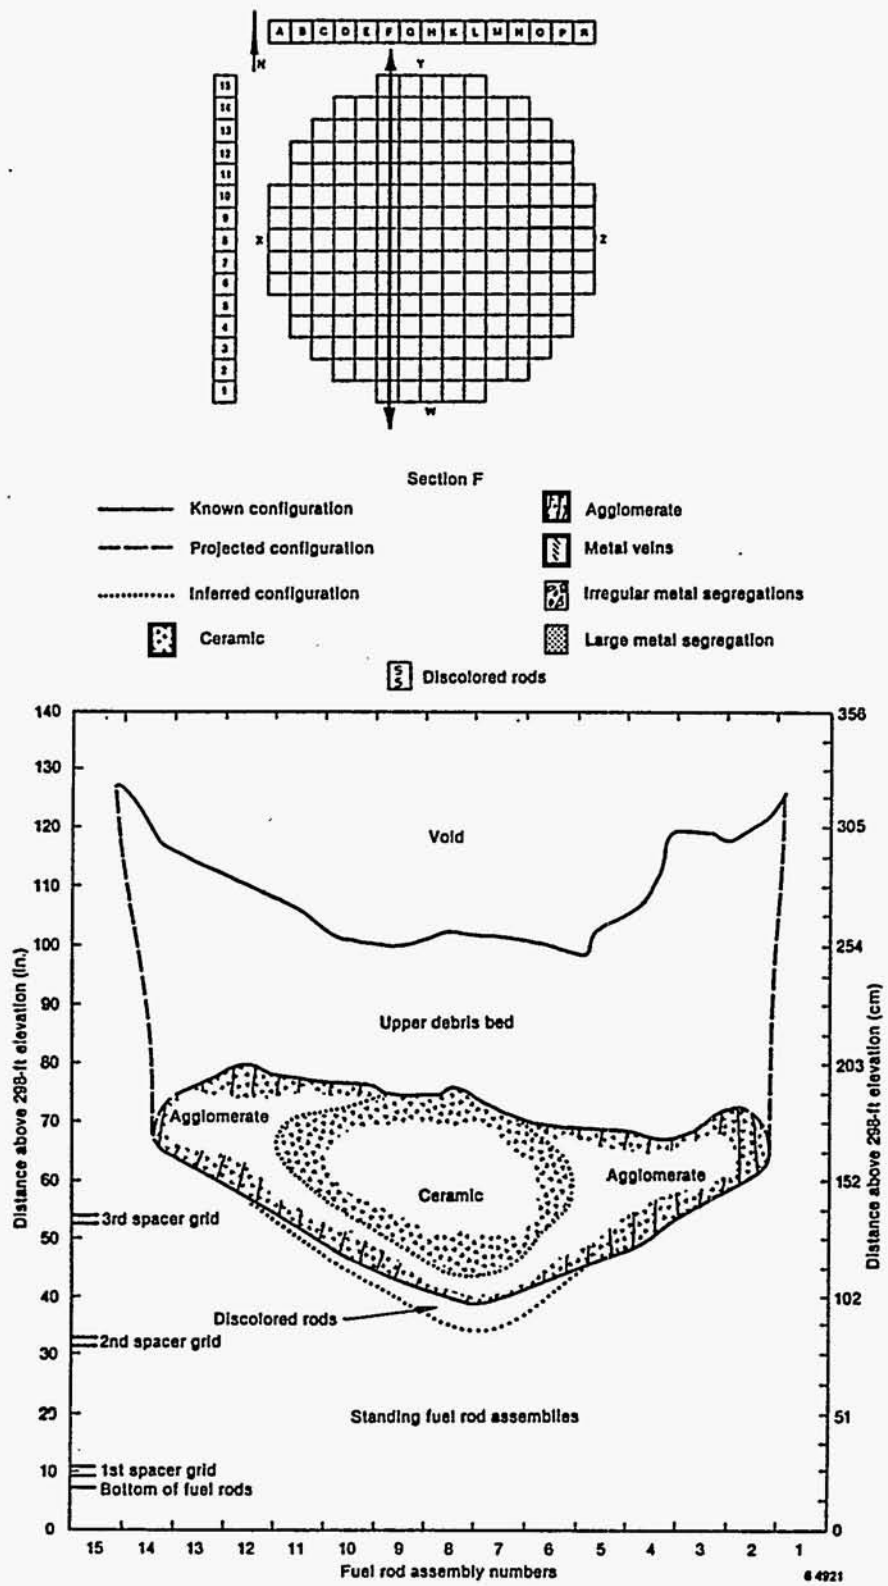 A B C D E F G H K L M N O P R
N
Y
15
14
13
12
11
10
9
8
7
6
5
4
3
2
1
X
Z
W
Section F
Known configuration
Agglomerate
Projected configuration
Metal veins
Inferred configuration
Irregular metal segregations
Ceramic
Large metal segregation
S
S
Discolored rods
140
130
120
110
100
90
80
70
60
50
40
30
20
10
0
Distance above 298-ft elevation (in.)
356
305
254
203
152
102
51
0
Distance above 298-ft elevation (cm)
Void
Upper debris bed
Agglomerate
Agglomerate
Ceramic
3rd spacer grid
Discolored rods
2nd spacer grid
Standing fuel rod assemblies
1st spacer grid
Bottom of fuel rods
15 14 13 12 11 10 9 8 7 6 5 4 3 2 1
Fuel rod assembly numbers
6 4921